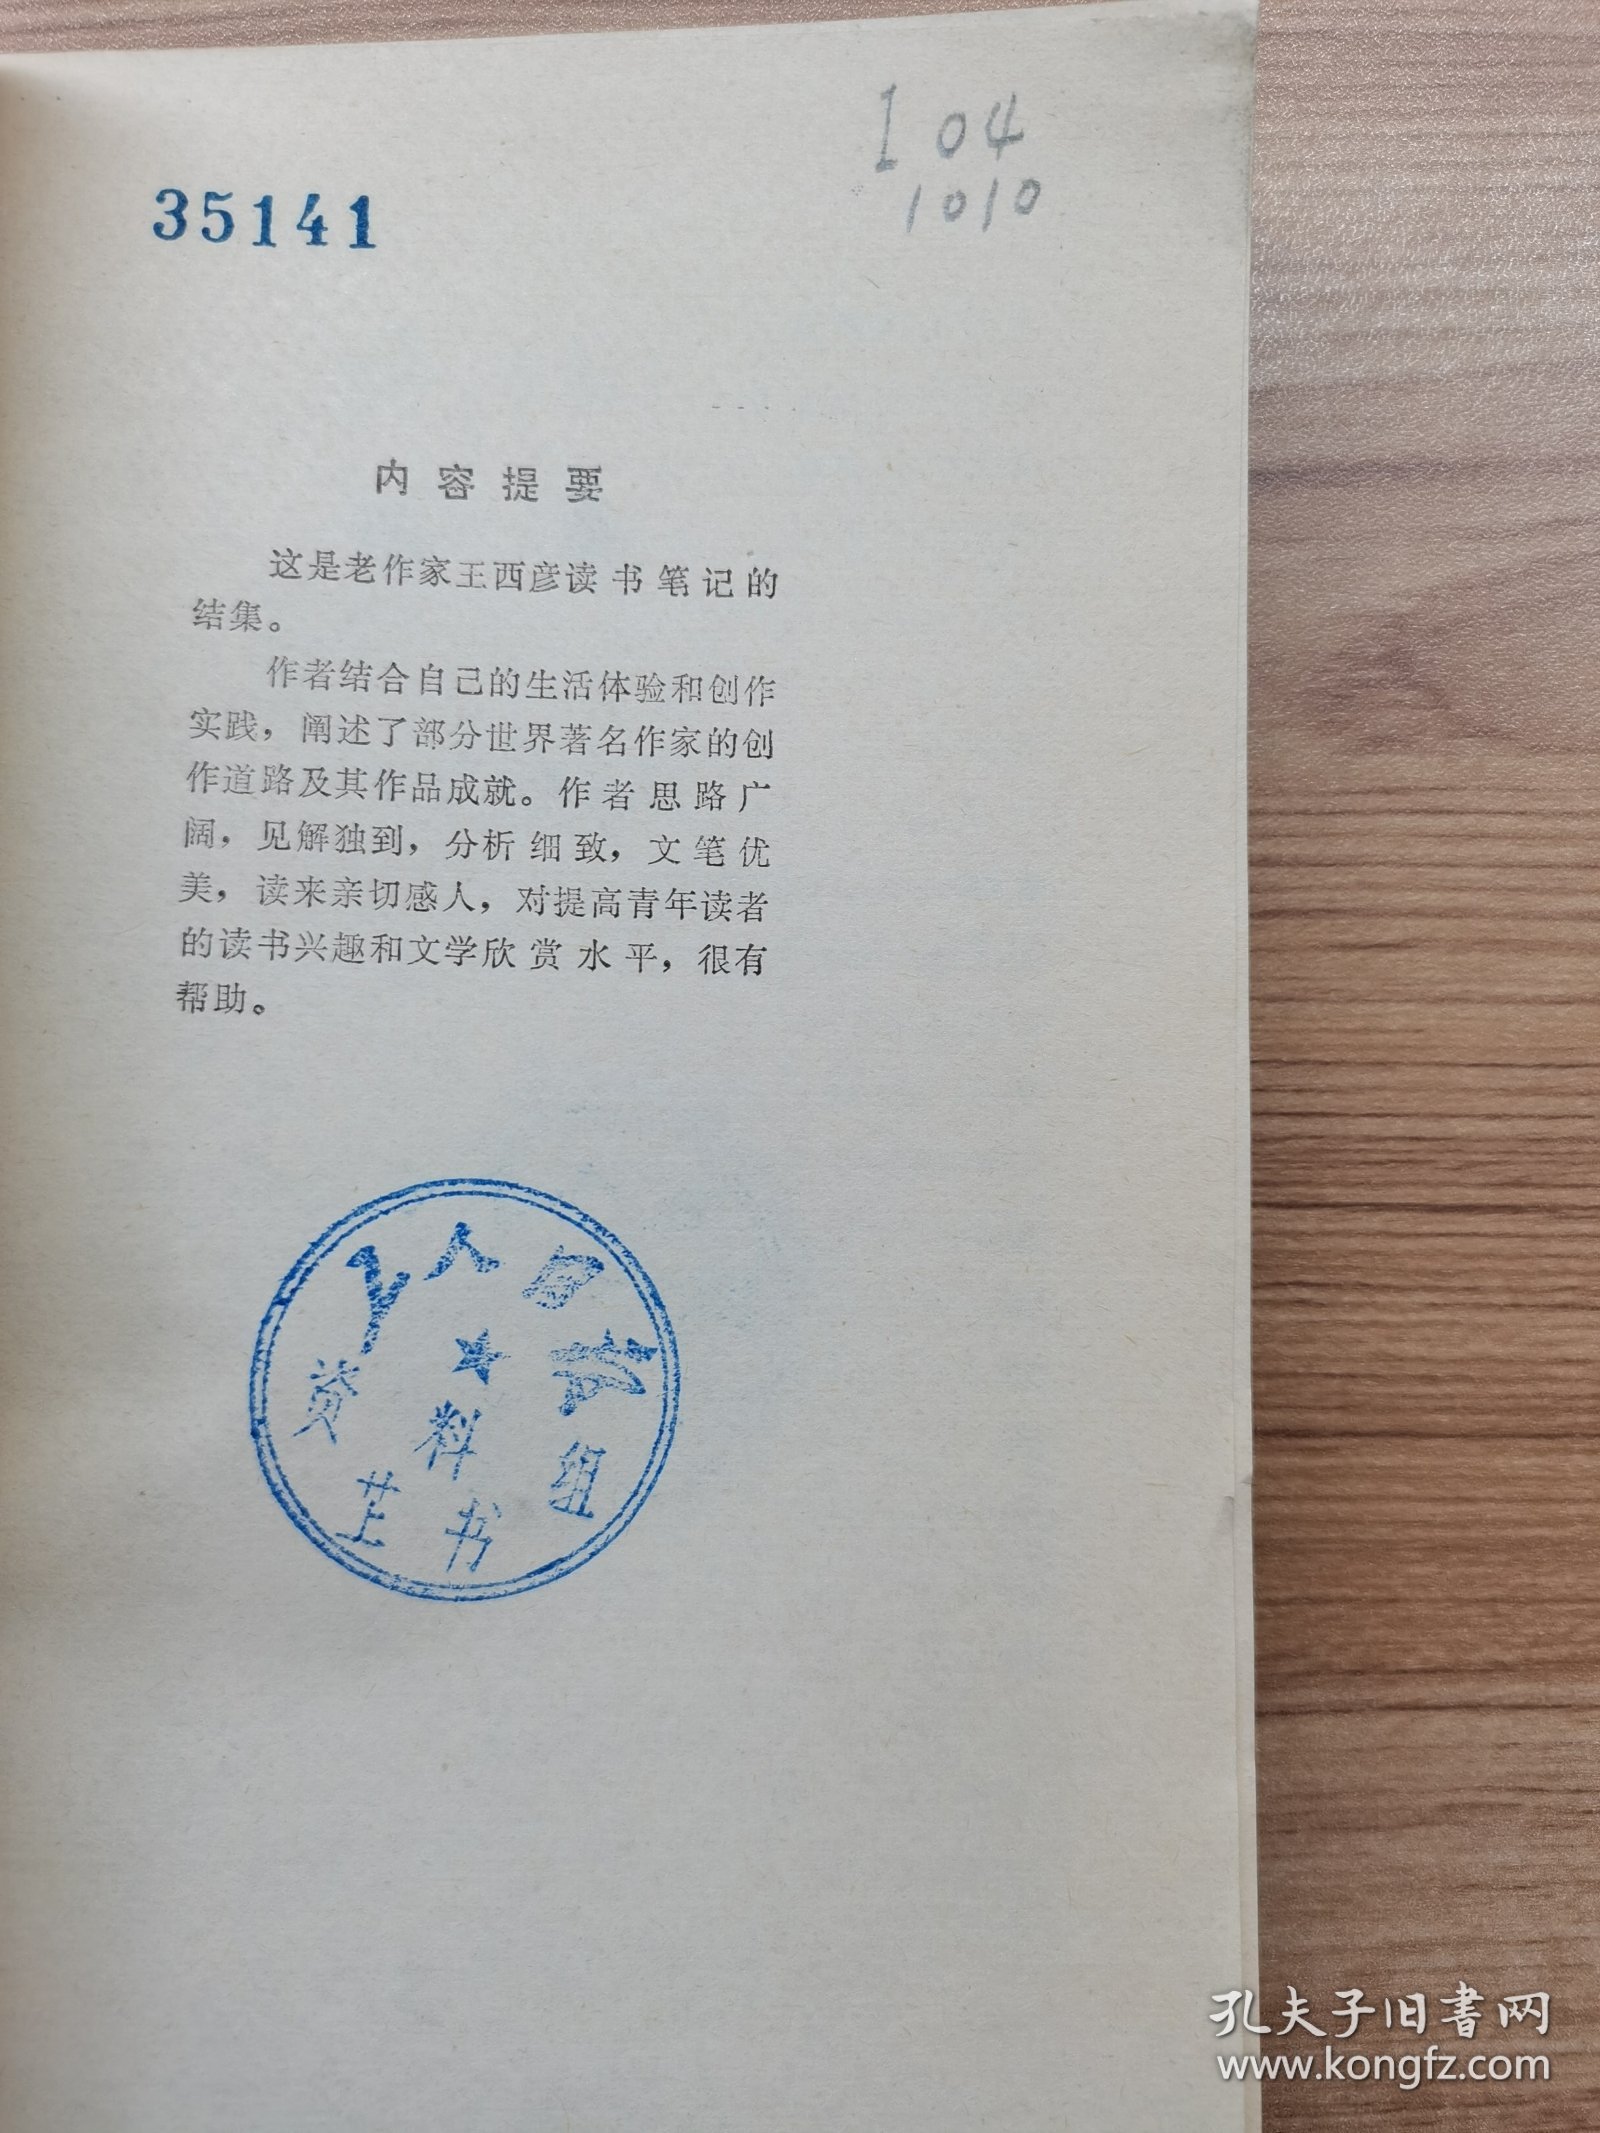 I 04
1010
35141
内容提要
这是老作家王西彦读书笔记的
结集。
作者结合自己的生活体验和创作
实践，阐述了部分世界著名作家的创
作道路及其作品成就。作者思路广
阔，见解独到，分析细致，文笔优
美，读来亲切感人，对提高青年读者
的读书兴趣和文学欣赏水平，很有
帮助。
人
资料组
书
孔夫子旧書网
www.kongfz.com